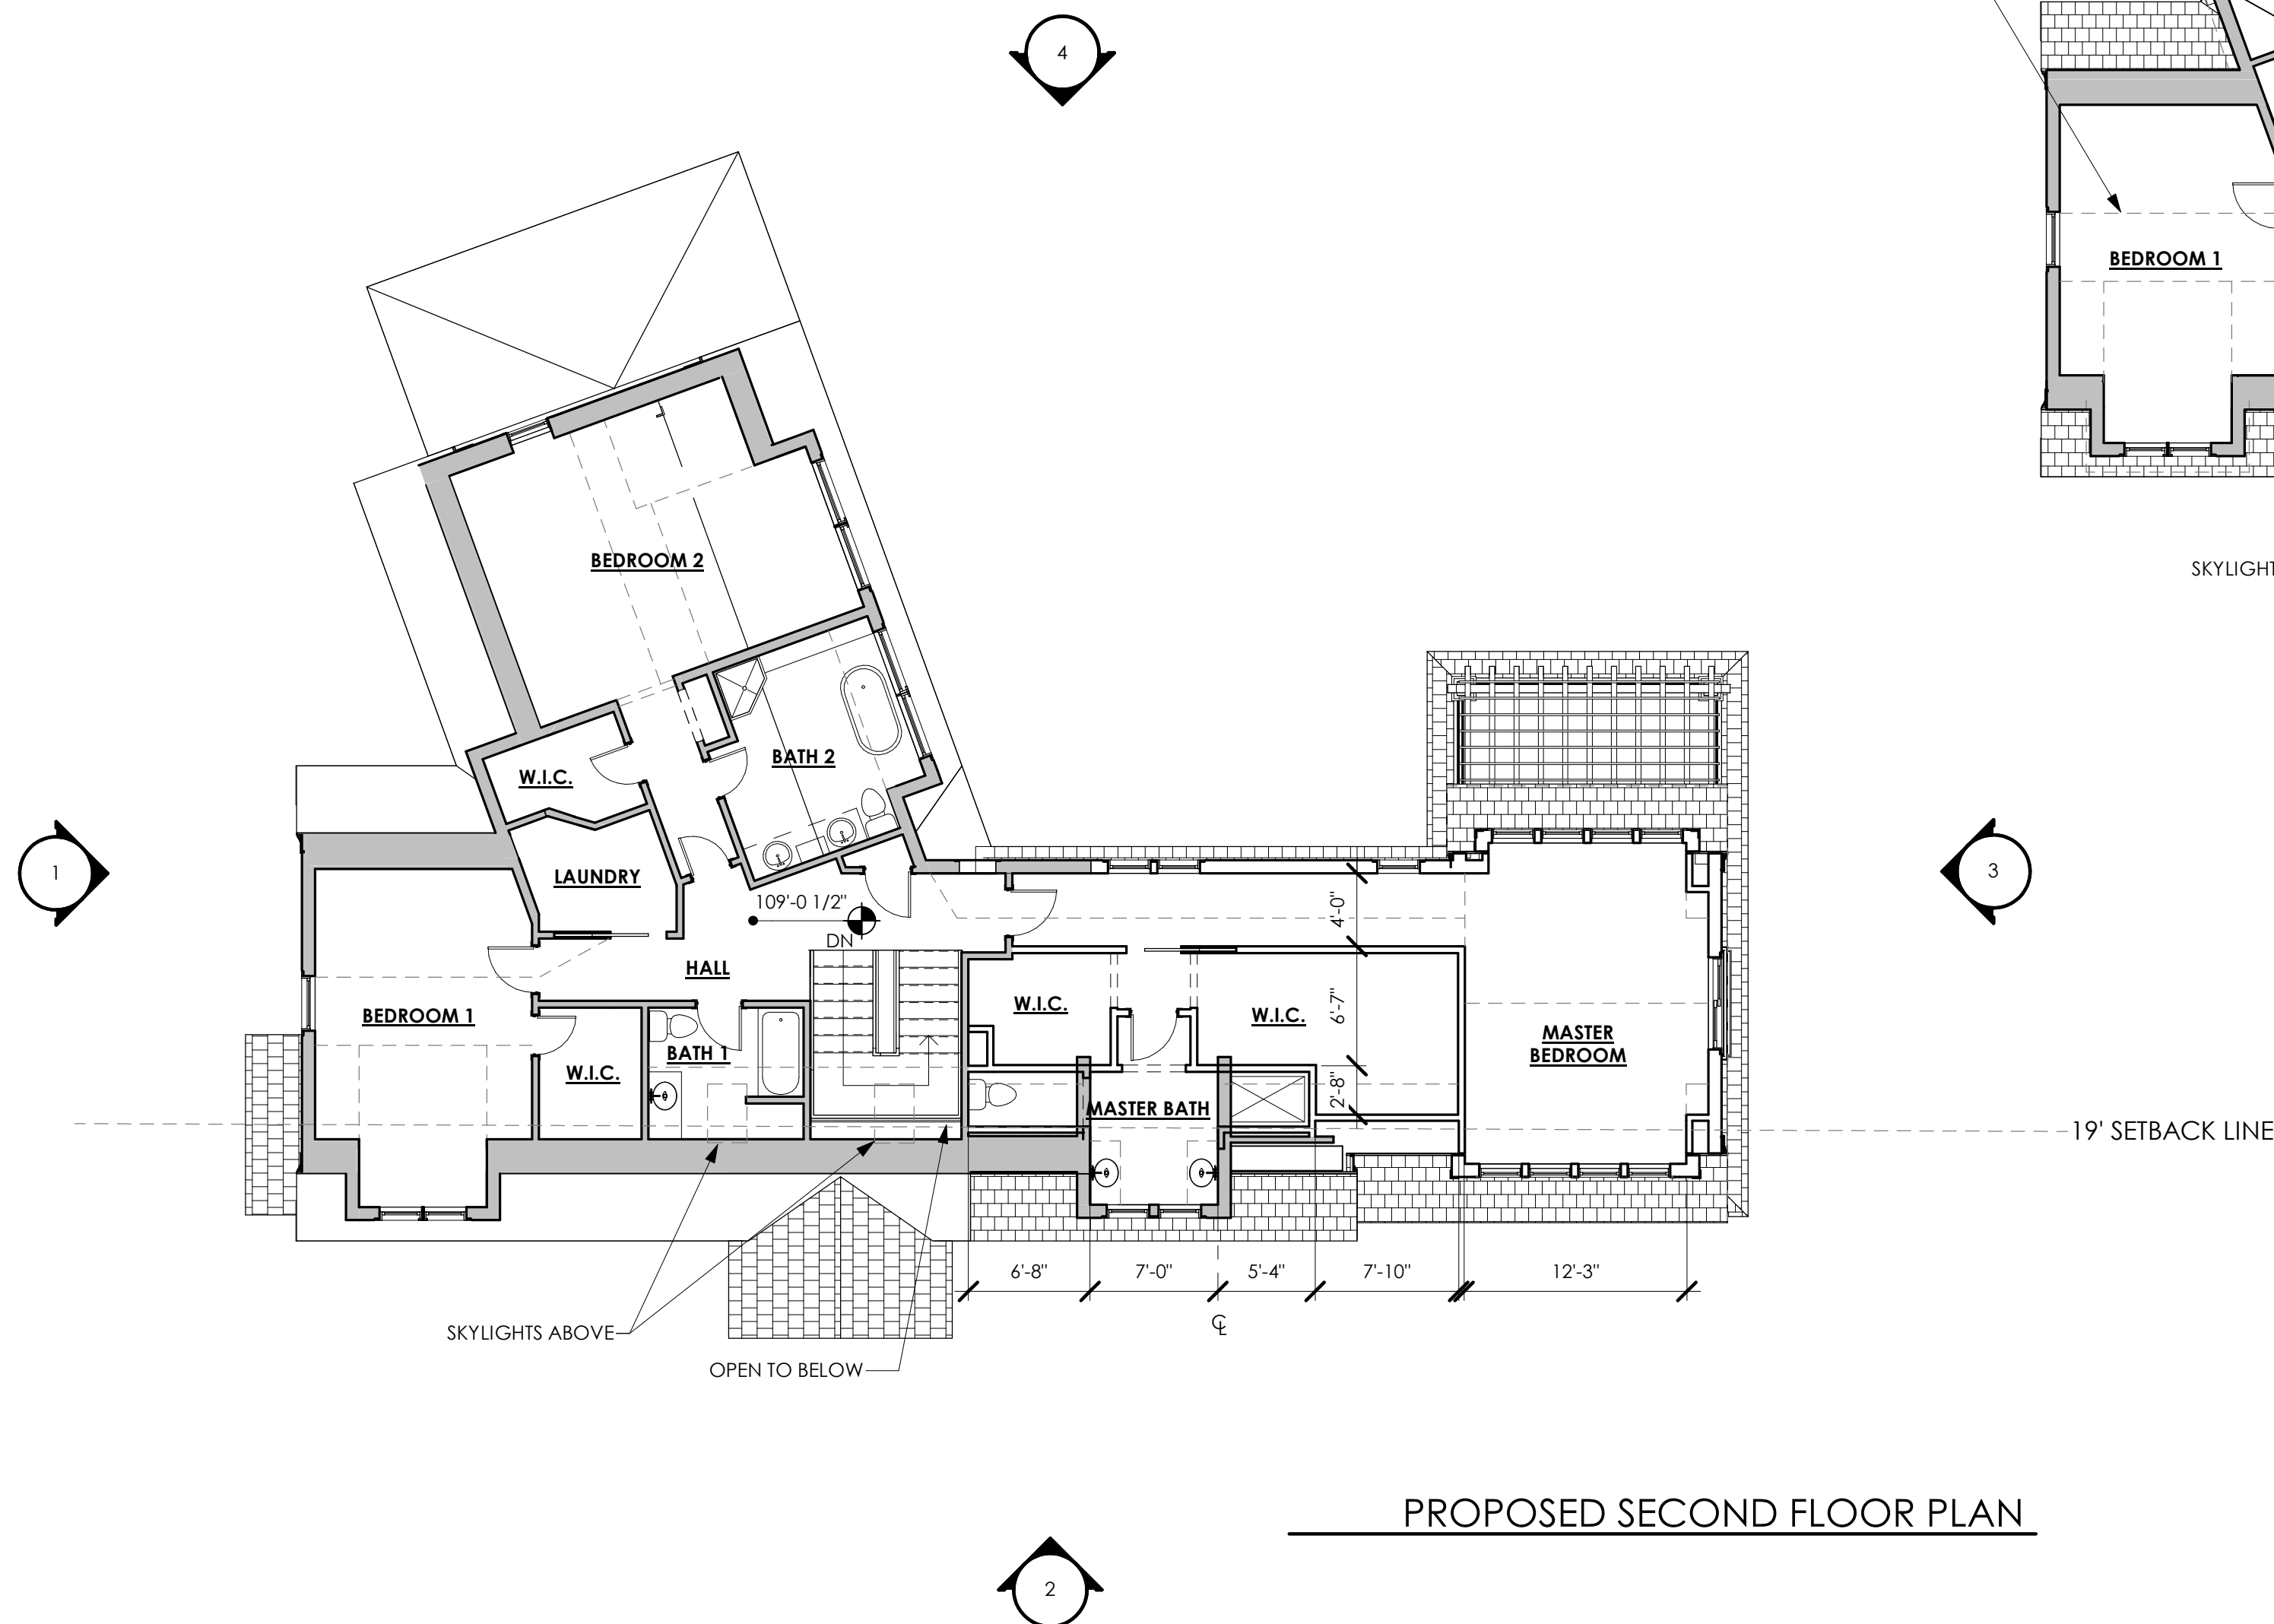 4
BEDROOM 1
SKYLIGHT
BEDROOM 2
BATH 2
W.I.C.
LAUNDRY
1
3
109'-0 1/2"
DN
4'-0"
HALL
W.I.C.
W.I.C.
6'-7"
BEDROOM 1
BATH 1
W.I.C.
MASTER
BEDROOM
2'-8"
MASTER BATH
19' SETBACK LINE
6'-8"
7'-0"
5'-4"
7'-10"
12'-3"
℄
SKYLIGHTS ABOVE
OPEN TO BELOW
PROPOSED SECOND FLOOR PLAN
2